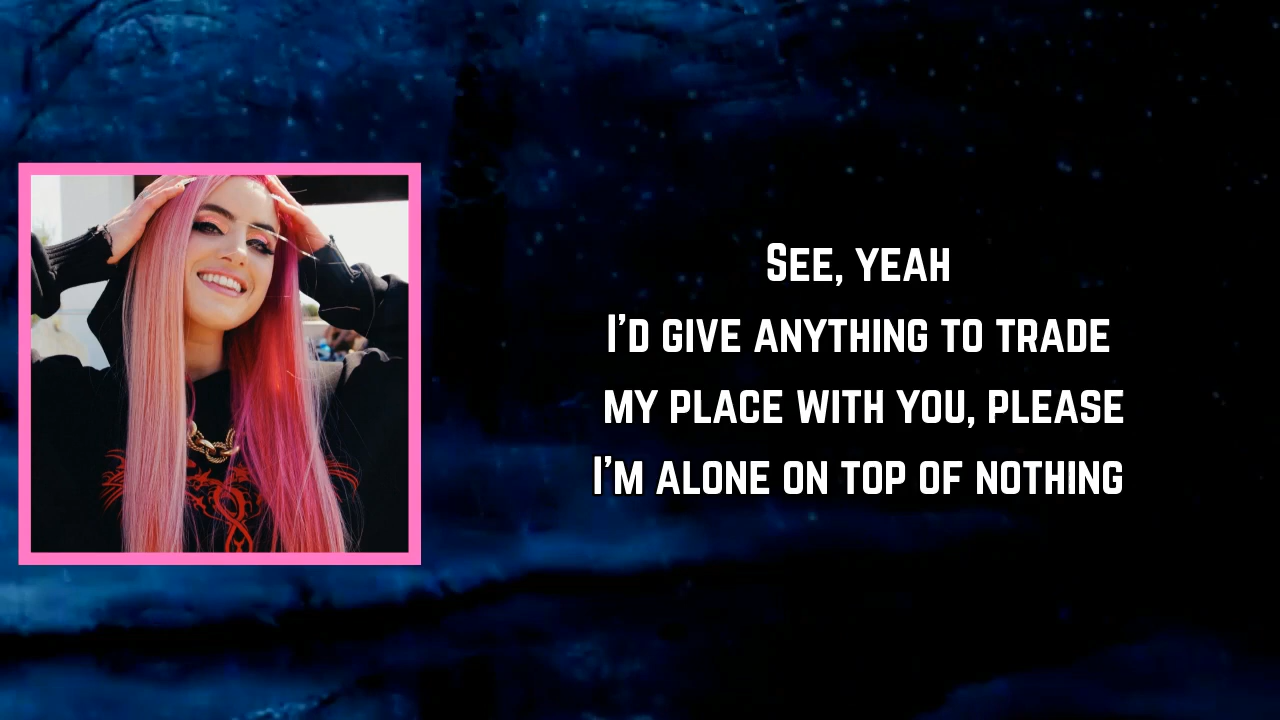 See, yeah
I'd give anything to trade
my place with you, please
I'm alone on top of nothing